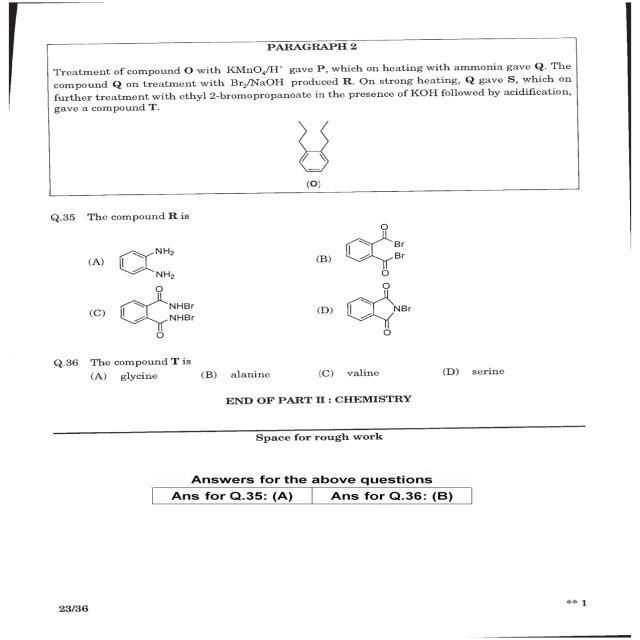 PARAGRAPH 2
Treatment of compound O with KMnO₄/H⁺ gave P, which on heating with ammonia gave Q. The
compound Q on treatment with Br₂/NaOH produced R. On strong heating, Q gave S, which on
further treatment with ethyl 2-bromopropanoate in the presence of KOH followed by acidification,
gave a compound T.
(O)
Q.35 The compound R is
(A) NH₂ NH₂
(B) O Br Br O
(C) O NHBr NHBr O
(D) O NBr O
Q.36 The compound T is
(A) glycine (B) alanine (C) valine (D) serine
END OF PART II : CHEMISTRY
Space for rough work
Answers for the above questions
Ans for Q.35: (A) Ans for Q.36: (B)
23/36 ** 1